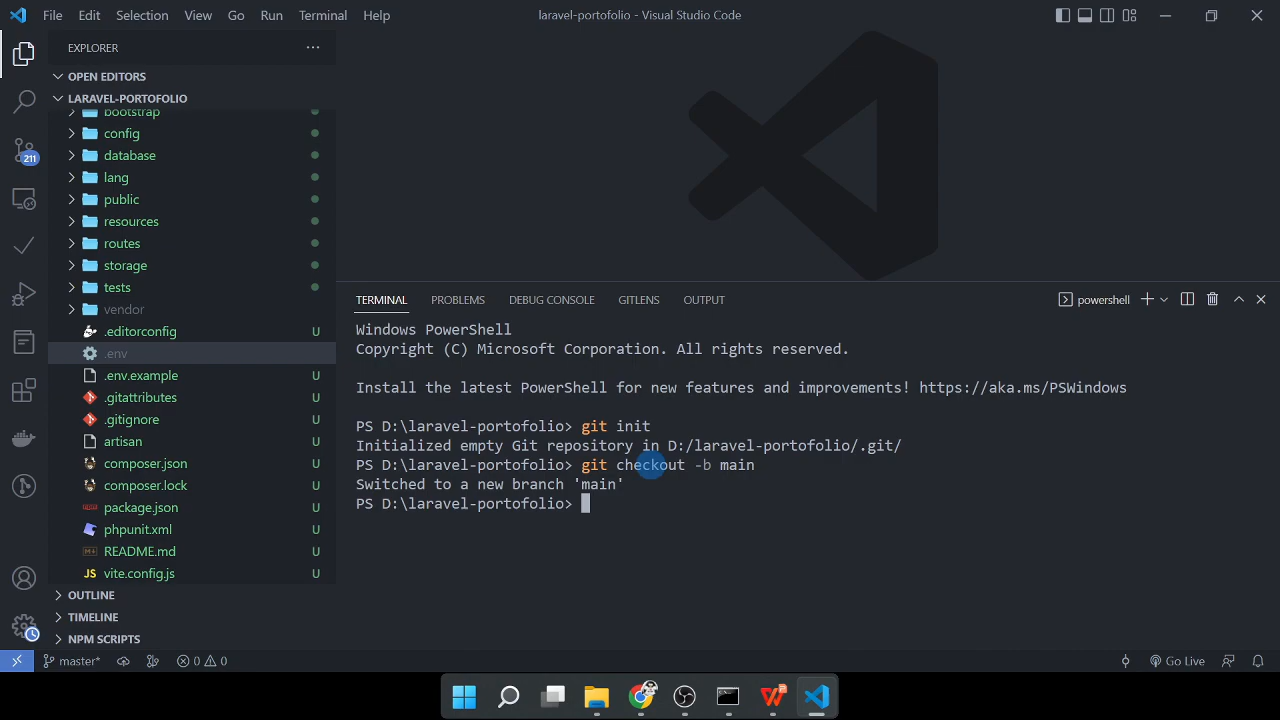 File Edit Selection View Go Run Terminal Help laravel-portofolio - Visual Studio Code
EXPLORER
OPEN EDITORS
LARAVEL-PORTOFOLIO
bootstrap
config
database
lang
public
resources
routes
storage
tests
vendor
.editorconfig U
.env
.env.example U
.gitattributes U
.gitignore U
artisan U
composer.json U
composer.lock U
package.json U
phpunit.xml U
README.md U
JS vite.config.js U
OUTLINE
TIMELINE
NPM SCRIPTS
211
TERMINAL PROBLEMS DEBUG CONSOLE GITLENS OUTPUT powershell
Windows PowerShell
Copyright (C) Microsoft Corporation. All rights reserved.
Install the latest PowerShell for new features and improvements! https://aka.ms/PSWindows
PS D:\laravel-portofolio> git init
Initialized empty Git repository in D:/laravel-portofolio/.git/
PS D:\laravel-portofolio> git checkout -b main
Switched to a new branch 'main'
PS D:\laravel-portofolio>
master* 0 0 Go Live